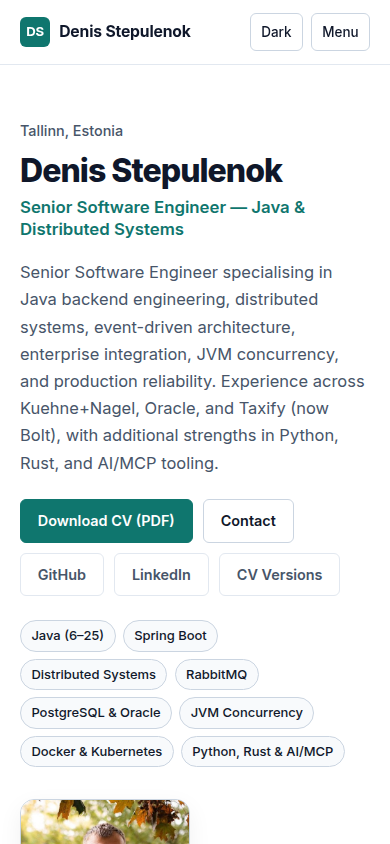 DS Denis Stepulenok Dark Menu
Tallinn, Estonia
Denis Stepulenok
Senior Software Engineer — Java &
Distributed Systems
Senior Software Engineer specialising in
Java backend engineering, distributed
systems, event-driven architecture,
enterprise integration, JVM concurrency,
and production reliability. Experience across
Kuehne+Nagel, Oracle, and Taxify (now
Bolt), with additional strengths in Python,
Rust, and AI/MCP tooling.
Download CV (PDF) Contact
GitHub LinkedIn CV Versions
Java (6–25) Spring Boot
Distributed Systems RabbitMQ
PostgreSQL & Oracle JVM Concurrency
Docker & Kubernetes Python, Rust & AI/MCP